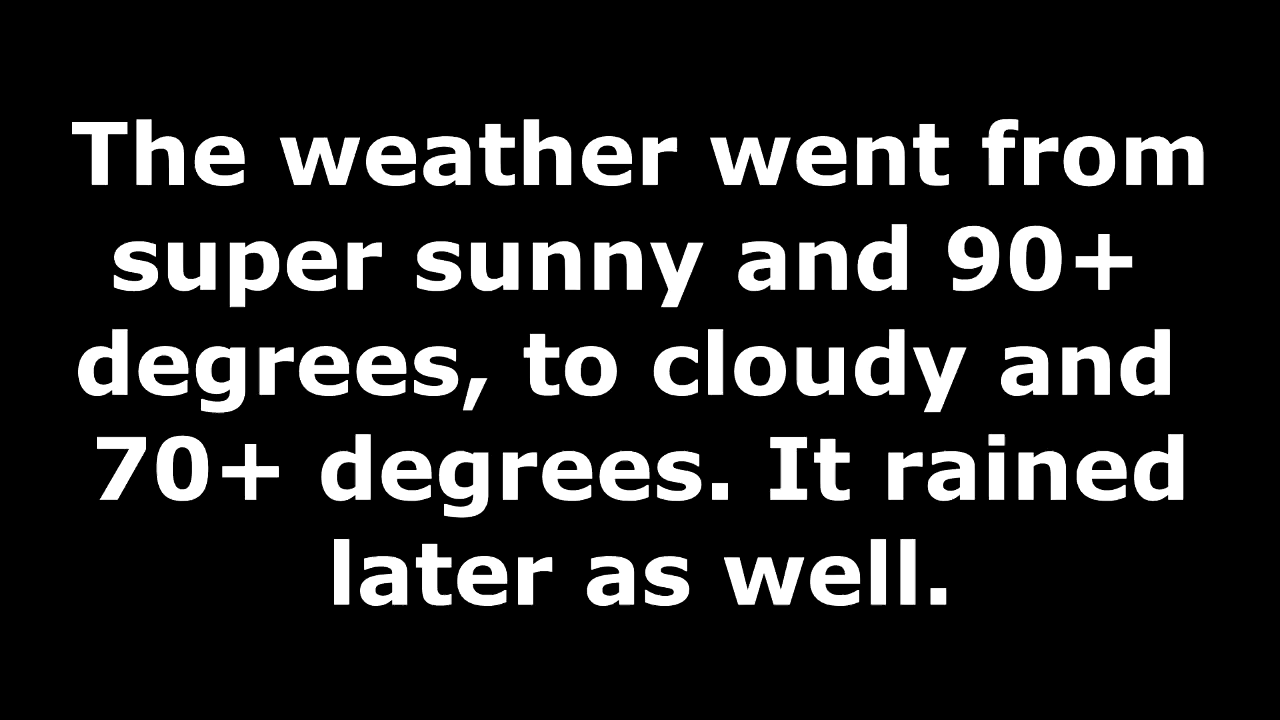 The weather went from
super sunny and 90+
degrees, to cloudy and
70+ degrees. It rained
later as well.